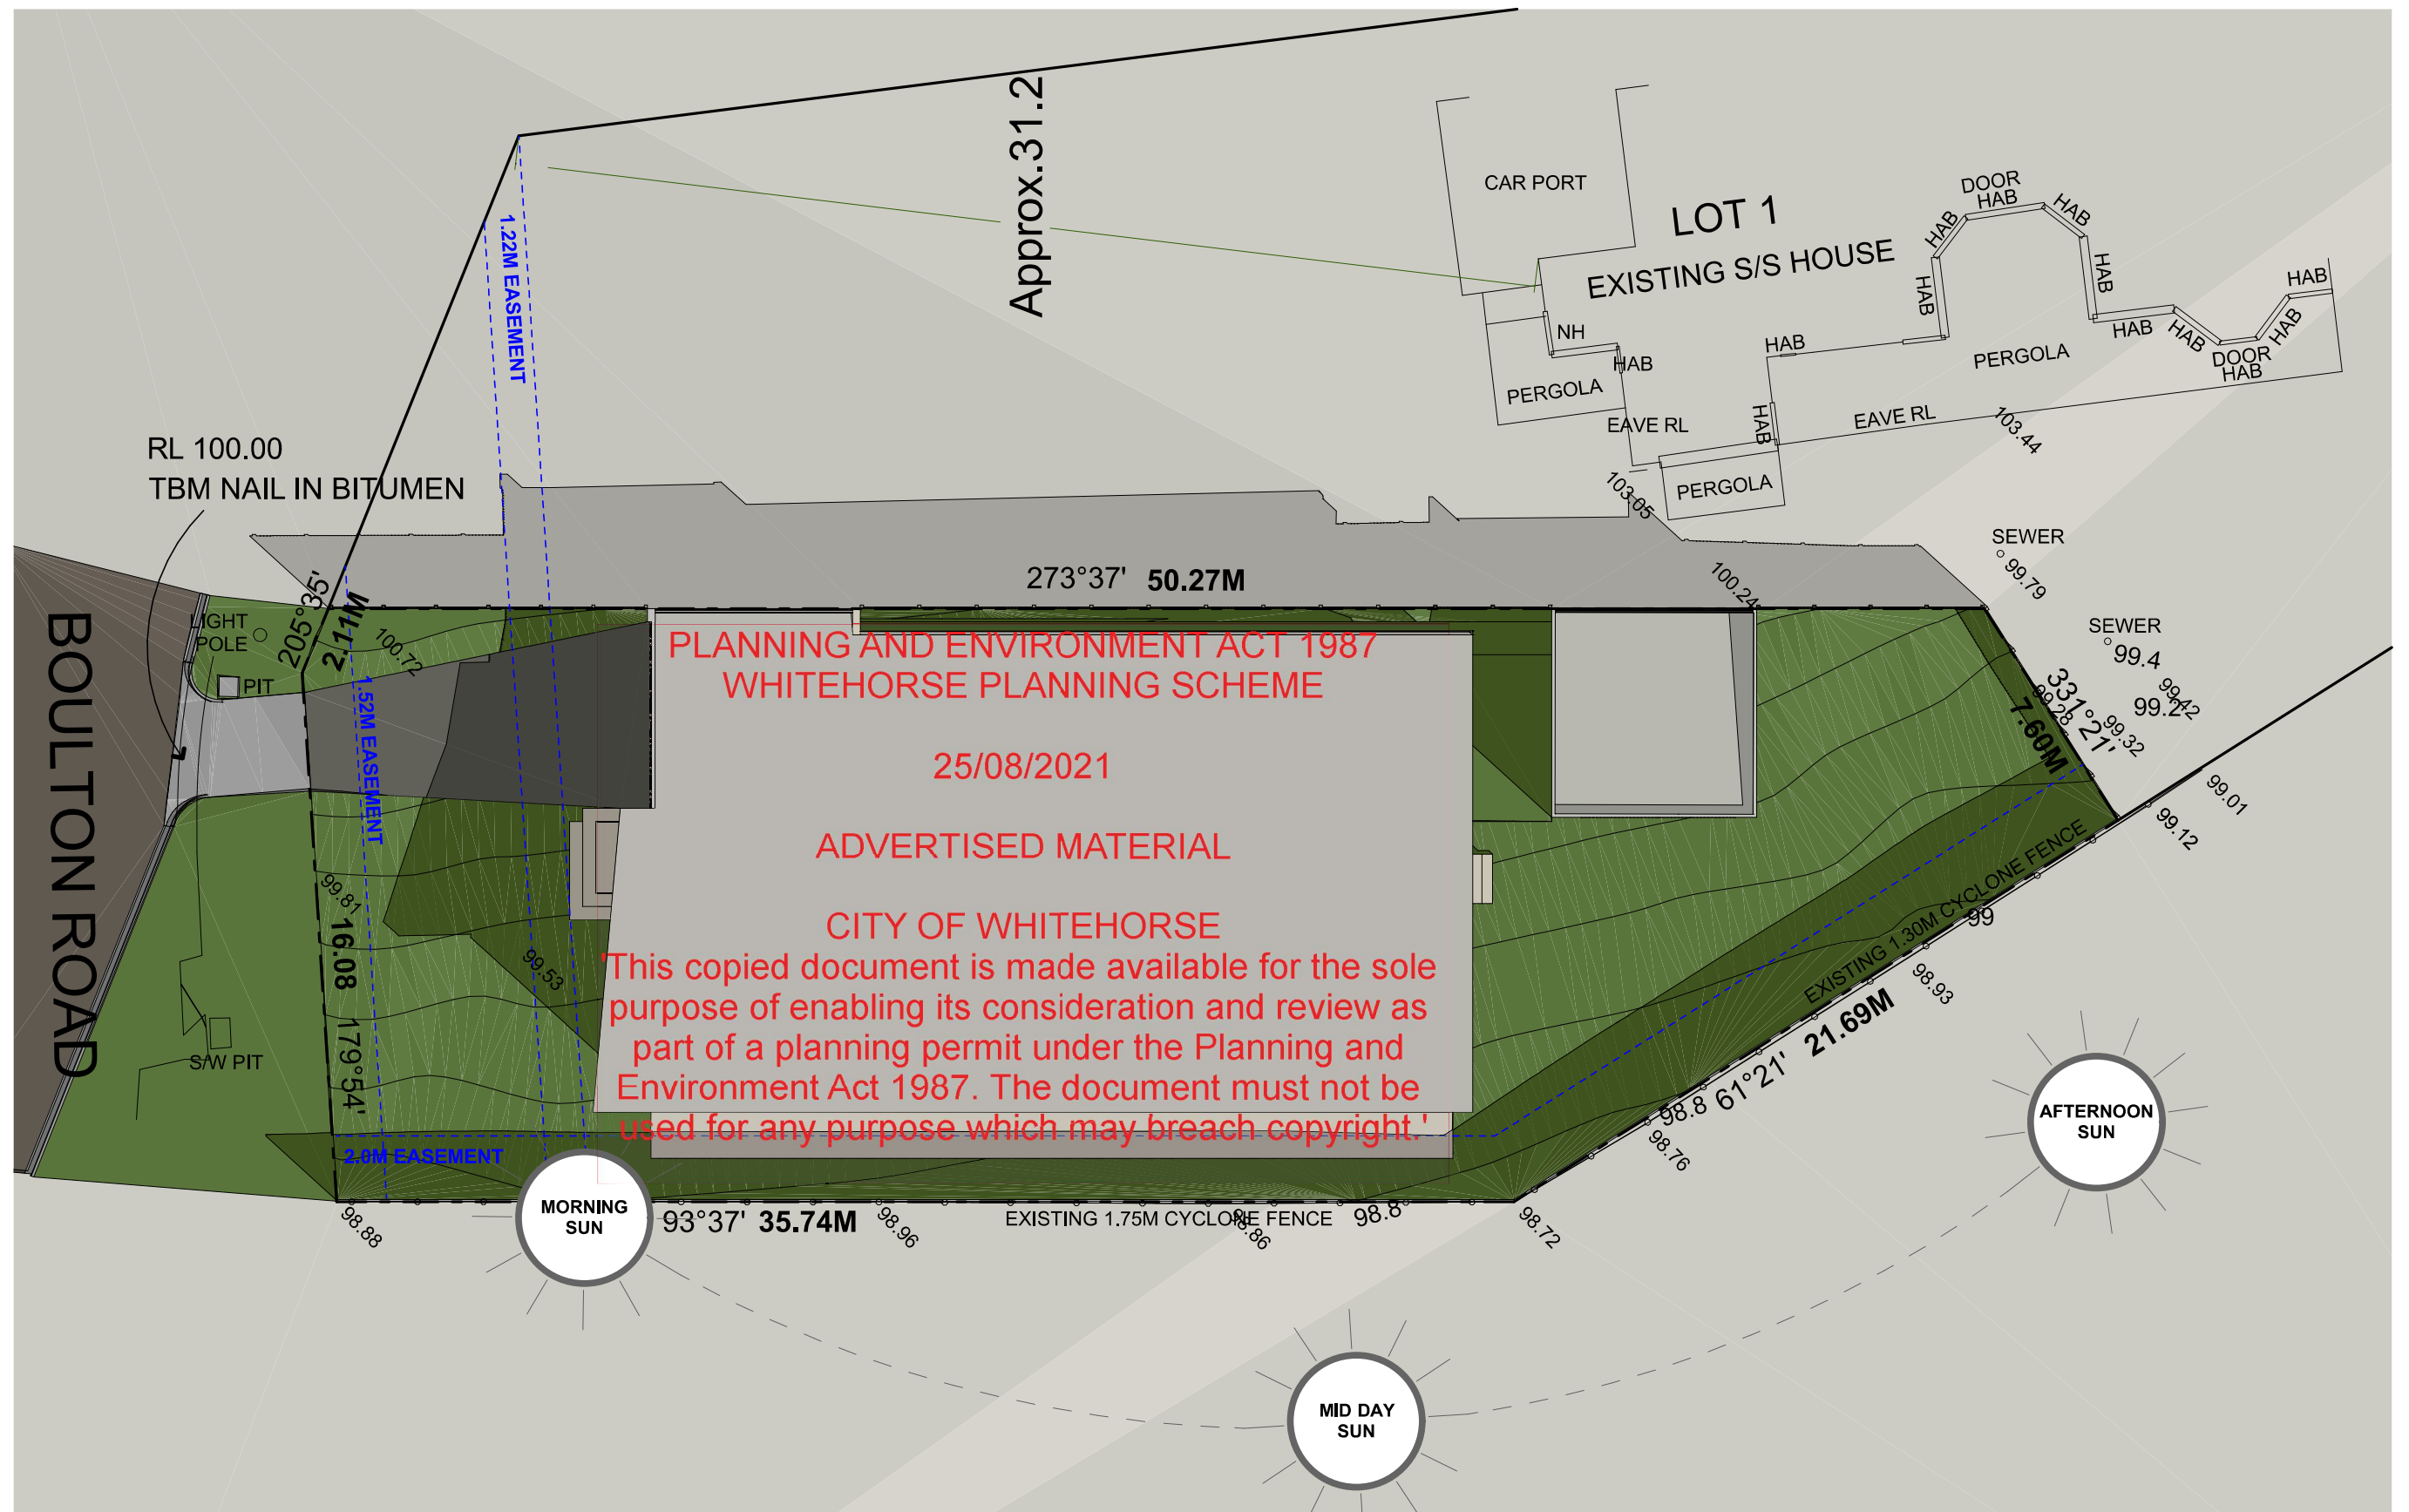 Approx.31.2
CAR PORT
LOT 1
EXISTING S/S HOUSE
DOOR
HAB
HAB
HAB
HAB
HAB
HAB
HAB
HAB
HAB
DOOR
HAB
NH
HAB
PERGOLA
HAB
HAB
PERGOLA
EAVE RL
EAVE RL
103.44
103.05
PERGOLA
1.22M EASEMENT
RL 100.00
TBM NAIL IN BITUMEN
SEWER
99.79
SEWER
99.4
99.42
99.2
99.32
99.28
331°21'
7.60M
99.01
99.12
273°37' 50.27M
100.24
205°35'
2.11M
100.72
LIGHT
POLE
PIT
1.52M EASEMENT
BOULTON ROAD
99.81
16.08
179°54'
99.53
S/W PIT
2.0M EASEMENT
PLANNING AND ENVIRONMENT ACT 1987
WHITEHORSE PLANNING SCHEME
25/08/2021
ADVERTISED MATERIAL
CITY OF WHITEHORSE
'This copied document is made available for the sole
purpose of enabling its consideration and review as
part of a planning permit under the Planning and
Environment Act 1987. The document must not be
used for any purpose which may breach copyright.'
EXISTING 1.30M CYCLONE FENCE
99
98.93
61°21' 21.69M
98.8
98.76
98.88
MORNING
SUN
93°37' 35.74M
98.96
EXISTING 1.75M CYCLONE FENCE
98.86
98.8
98.72
MID DAY
SUN
AFTERNOON
SUN